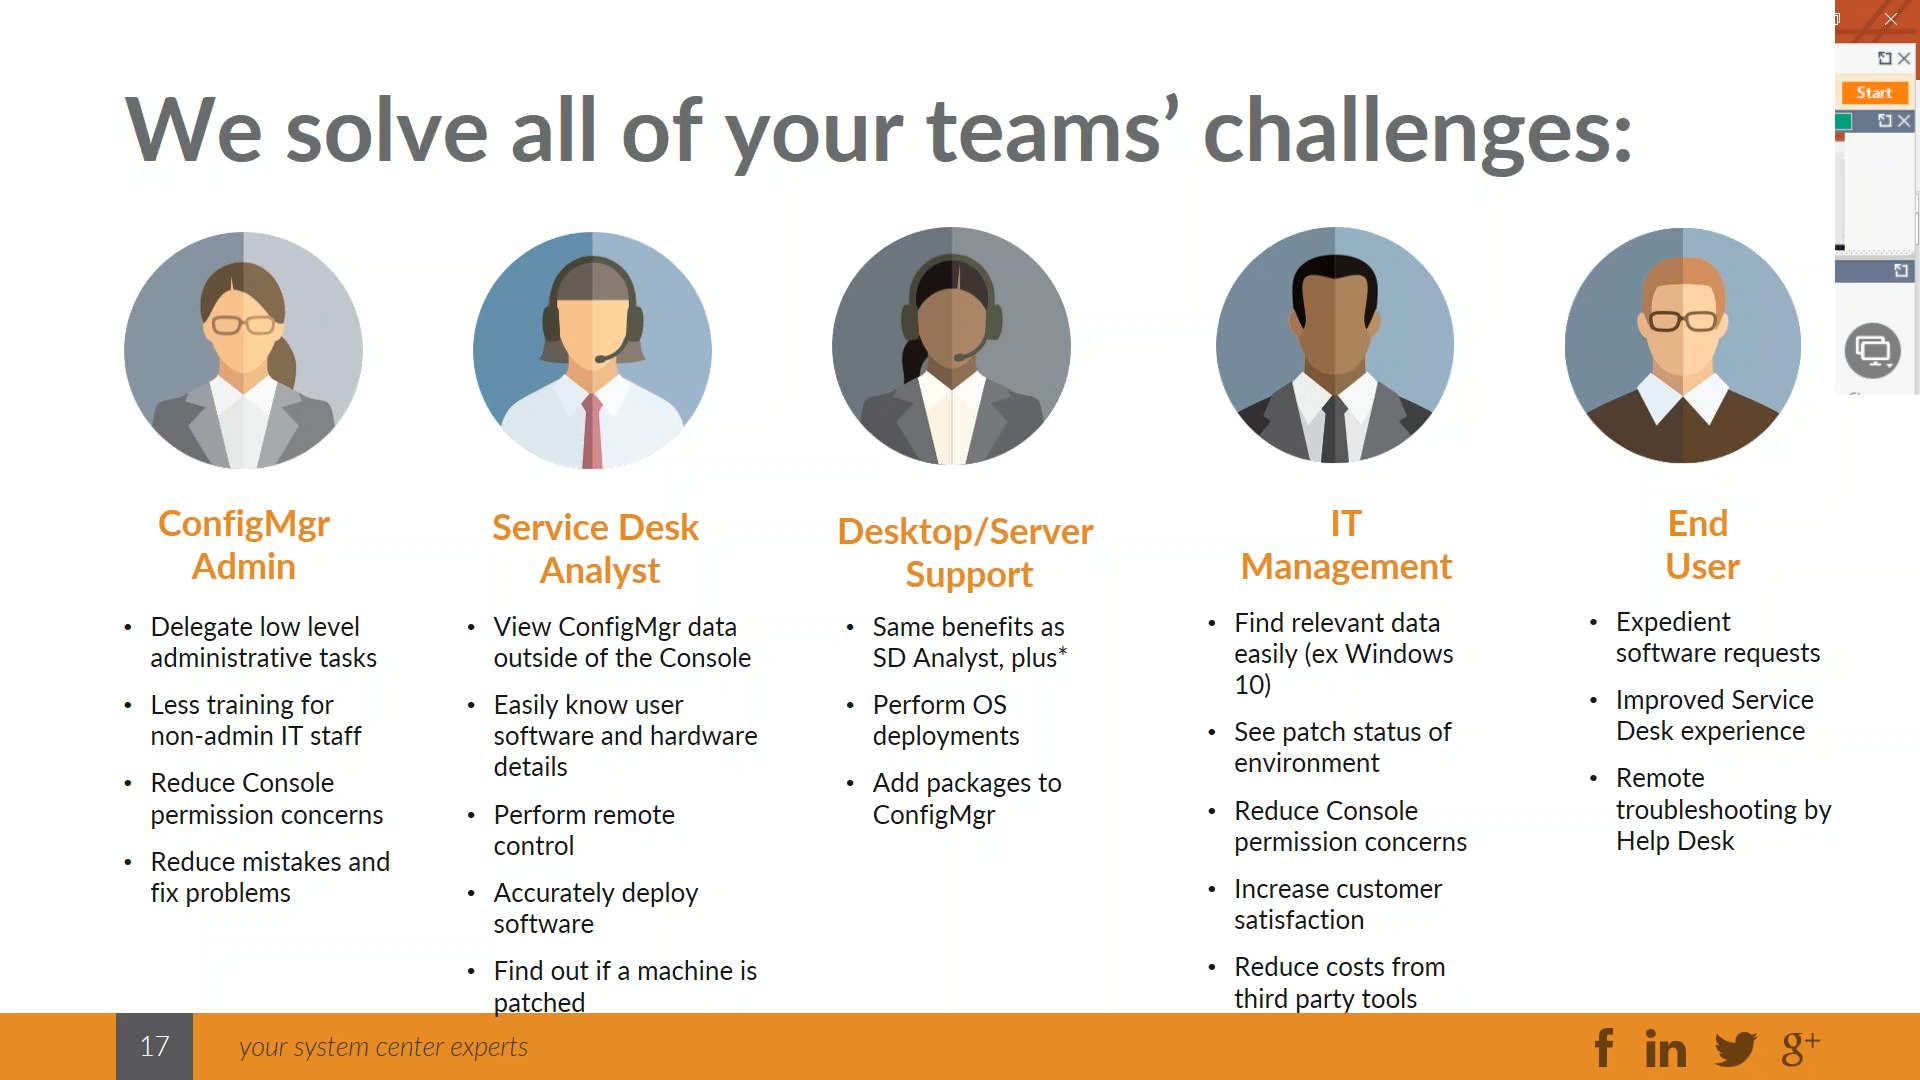 Start
We solve all of your teams’ challenges:
ConfigMgr
Admin
• Delegate low level
administrative tasks
• Less training for
non-admin IT staff
• Reduce Console
permission concerns
• Reduce mistakes and
fix problems
Service Desk
Analyst
• View ConfigMgr data
outside of the Console
• Easily know user
software and hardware
details
• Perform remote
control
• Accurately deploy
software
• Find out if a machine is
patched
Desktop/Server
Support
• Same benefits as
SD Analyst, plus*
• Perform OS
deployments
• Add packages to
ConfigMgr
IT
Management
• Find relevant data
easily (ex Windows
10)
• See patch status of
environment
• Reduce Console
permission concerns
• Increase customer
satisfaction
• Reduce costs from
third party tools
End
User
• Expedient
software requests
• Improved Service
Desk experience
• Remote
troubleshooting by
Help Desk
17
your system center experts
f in g+